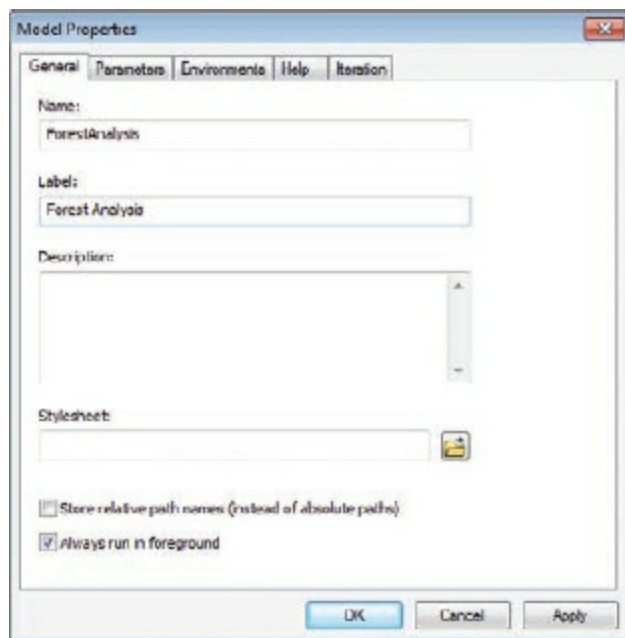 Model Properties
General Parameters Environments Help Iteration
Name:
ForestAnalysis
Label:
Forest Analysis
Description:
Stylesheet:
Store relative path names (instead of absolute paths)
Always run in foreground
OK Cancel Apply